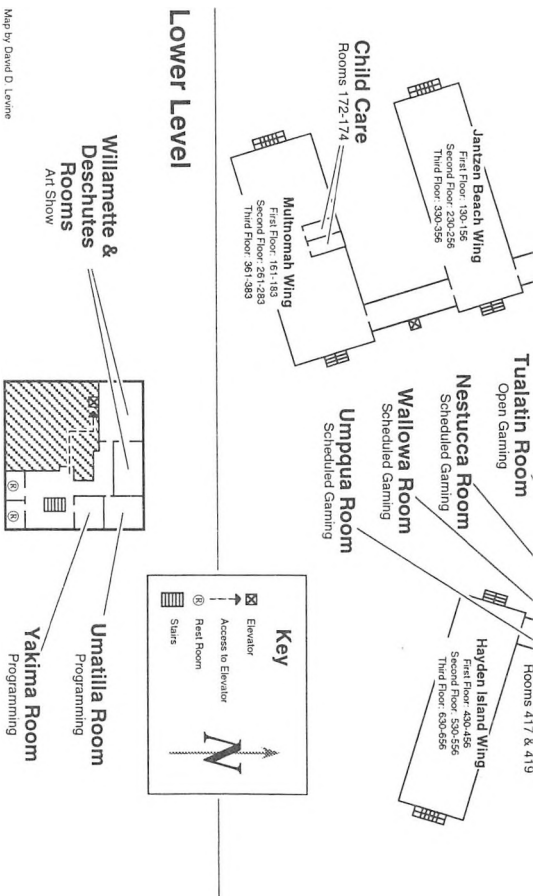 Child Care
Rooms 172-174
Jantzen Beach Wing
First Floor: 130-156
Second Floor: 230-256
Third Floor: 330-356
Multnomah Wing
First Floor: 161-183
Second Floor: 261-283
Third Floor: 361-383
Tualatin Room
Open Gaming
Nestucca Room
Scheduled Gaming
Wallowa Room
Scheduled Gaming
Umpqua Room
Scheduled Gaming
Rooms 417 & 419
Hayden Island Wing
First Floor: 430-456
Second Floor: 530-556
Third Floor: 630-656
Lower Level
Willamette &
Deschutes
Rooms
Art Show
Umatilla Room
Programming
Yakima Room
Programming
R
R
Key
Elevator
Access to Elevator
R Rest Room
Stairs
N
Map by David D. Levine